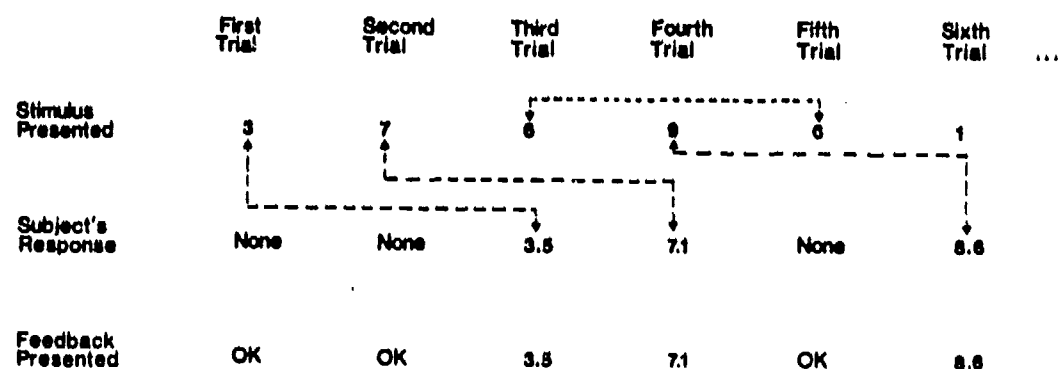 First Second Third Fourth Fifth Sixth
Trial Trial Trial Trial Trial Trial ...
Stimulus
Presented 3 7 6 9 6 1
Subject's
Response None None 3.5 7.1 None 8.6
Feedback
Presented OK OK 3.5 7.1 OK 8.6